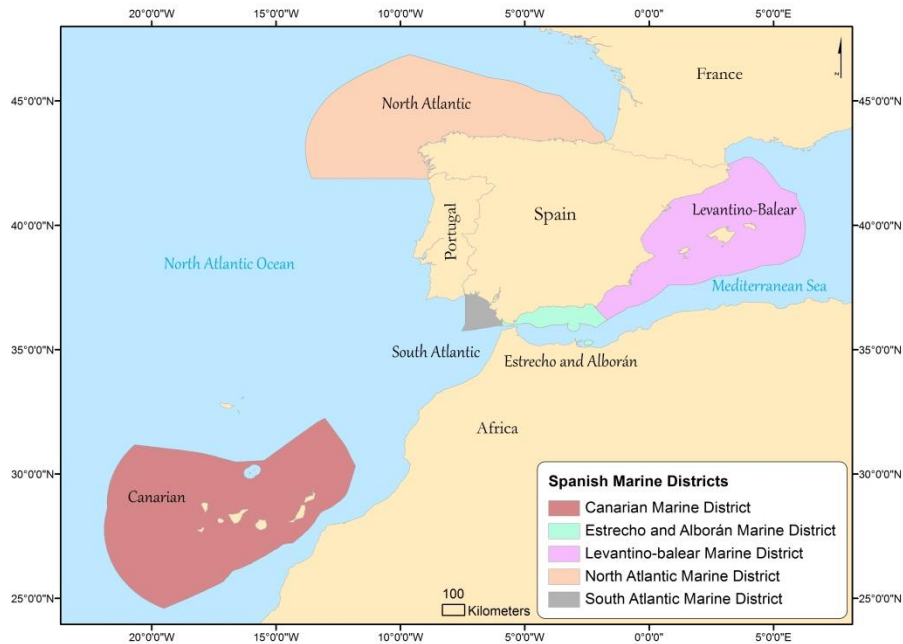 20°0'0"W 15°0'0"W 10°0'0"W 5°0'0"W 0°0'0" 5°0'0"E
45°0'0"N
40°0'0"N
35°0'0"N
30°0'0"N
25°0'0"N
North Atlantic
France
N
Levantino-Balear
Portugal
Spain
North Atlantic Ocean
Mediterranean Sea
South Atlantic
Estrecho and Alborán
Africa
Canarian
Spanish Marine Districts
Canarian Marine District
Estrecho and Alborán Marine District
Levantino-balear Marine District
North Atlantic Marine District
South Atlantic Marine District
100
Kilometers
45°0'0"N
40°0'0"N
35°0'0"N
30°0'0"N
25°0'0"N
20°0'0"W 15°0'0"W 10°0'0"W 5°0'0"W 0°0'0" 5°0'0"E